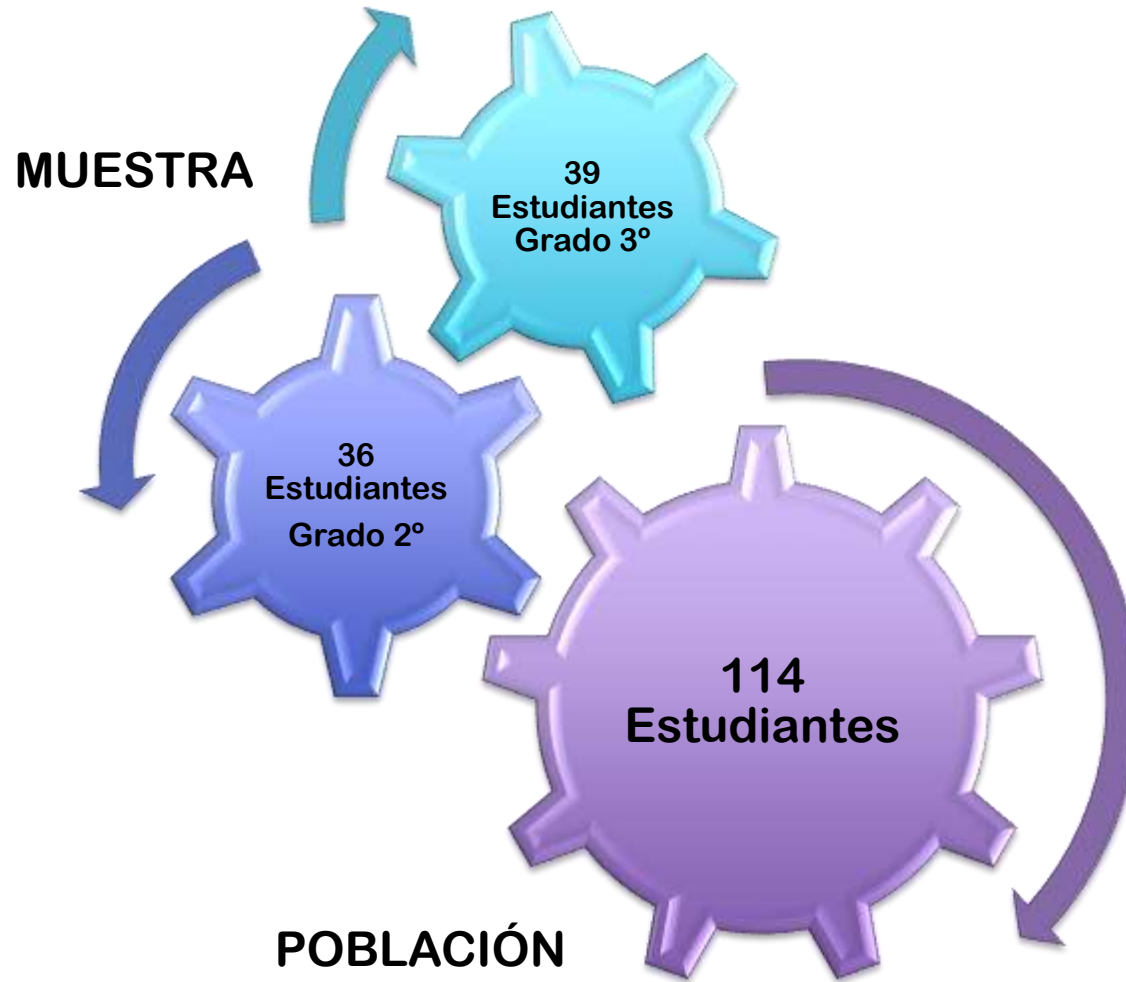 MUESTRA
39
Estudiantes
Grado 3º
36
Estudiantes
Grado 2º
114
Estudiantes
POBLACIÓN